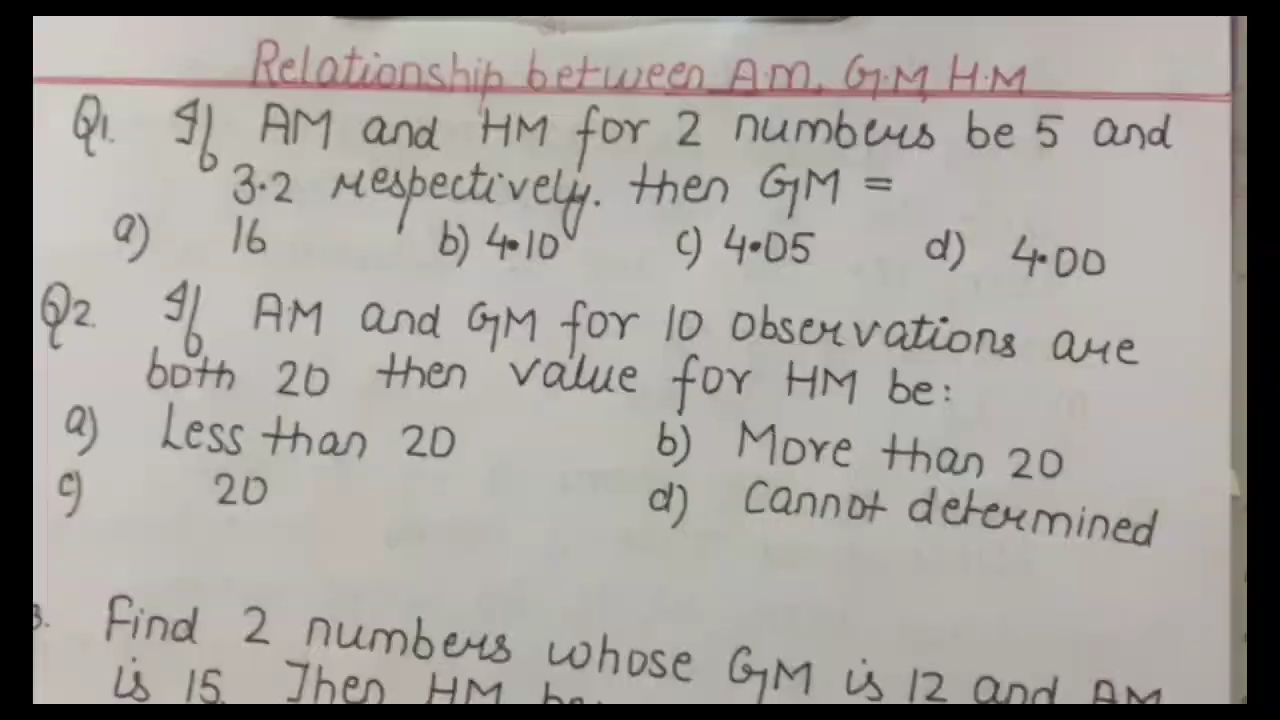 Relationship between A.M, G.M, H.M
Q1. If AM and HM for 2 numbers be 5 and
3.2 respectively. then GM =
a) 16 b) 4.10 c) 4.05 d) 4.00
Q2. If AM and GM for 10 observations are
both 20 then value for HM be:
a) Less than 20 b) More than 20
c) 20 d) Cannot determined
3. Find 2 numbers whose GM is 12 and AM
is 15. Then HM be